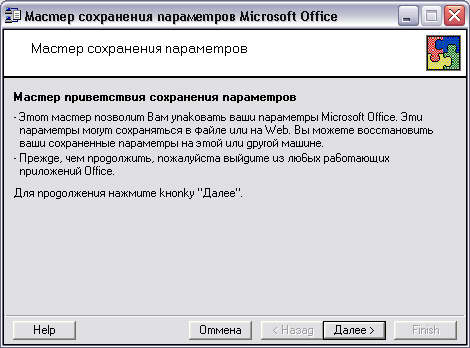 Мастер сохранения параметров Microsoft Office
Мастер сохранения параметров
Мастер приветствия сохранения параметров
· Этот мастер позволит Вам упаковать ваши параметры Microsoft Office. Эти
параметры могут сохраняться в файле или на Web. Вы можете восстановить
ваши сохраненные параметры на этой или другой машине.
· Прежде, чем продолжить, пожалуйста выйдите из любых работающих
приложений Office.
Для продолжения нажмите кнопку "Далее".
Help
Отмена
< Назад
Далее >
Finish